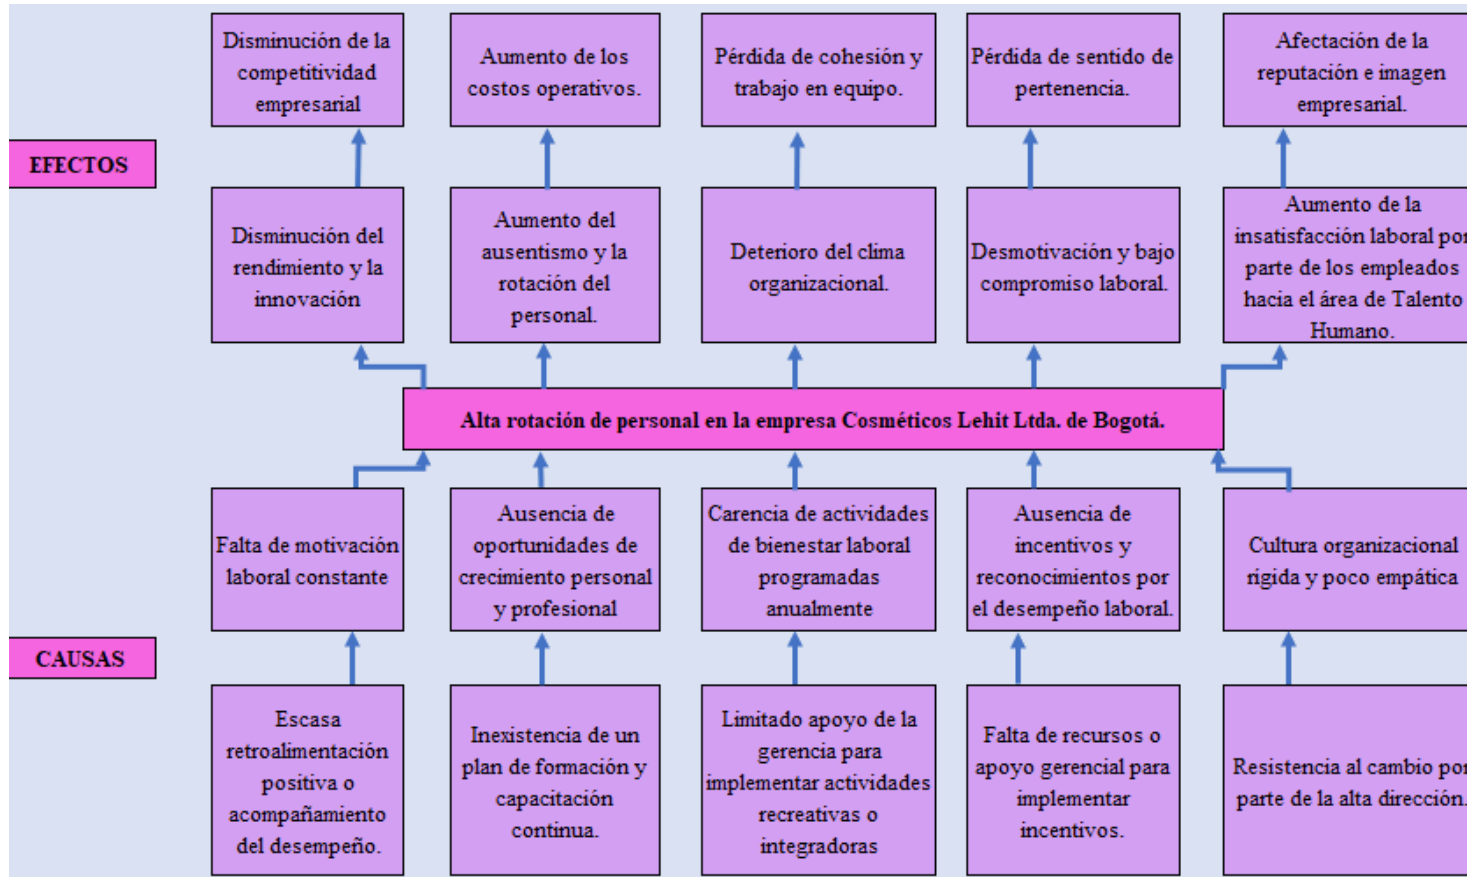 Disminución de la
competitividad
empresarial
Aumento de los
costos operativos.
Pérdida de cohesión y
trabajo en equipo.
Pérdida de sentido de
pertenencia.
Afectación de la
reputación e imagen
empresarial.
EFECTOS
Disminución del
rendimiento y la
innovación
Aumento del
ausentismo y la
rotación del
personal.
Deterioro del clima
organizacional.
Desmotivación y bajo
compromiso laboral.
Aumento de la
insatisfacción laboral por
parte de los empleados
hacia el área de Talento
Humano.
Alta rotación de personal en la empresa Cosméticos Lehit Ltda. de Bogotá.
Falta de motivación
laboral constante
Ausencia de
oportunidades de
crecimiento personal
y profesional
Carencia de actividades
de bienestar laboral
programadas
anualmente
Ausencia de
incentivos y
reconocimientos por
el desempeño laboral.
Cultura organizacional
rígida y poco empática
CAUSAS
Escasa
retroalimentación
positiva o
acompañamiento
del desempeño.
Inexistencia de un
plan de formación y
capacitación
continua.
Limitado apoyo de la
gerencia para
implementar actividades
recreativas o
integradoras
Falta de recursos o
apoyo gerencial para
implementar
incentivos.
Resistencia al cambio por
parte de la alta dirección.